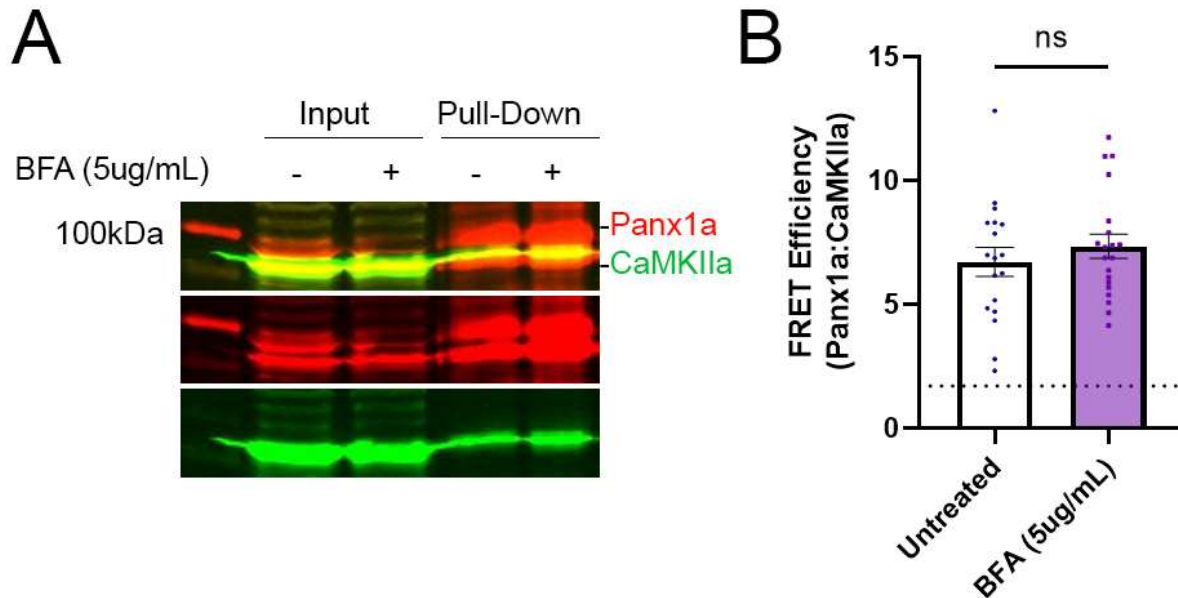 A
Input Pull-Down
BFA (5ug/mL) - + - +
100kDa
-Panx1a
-CaMKIIa
B
ns
FRET Efficiency
(Panx1a:CaMKIIa)
15
10
5
0
Untreated
BFA (5ug/mL)